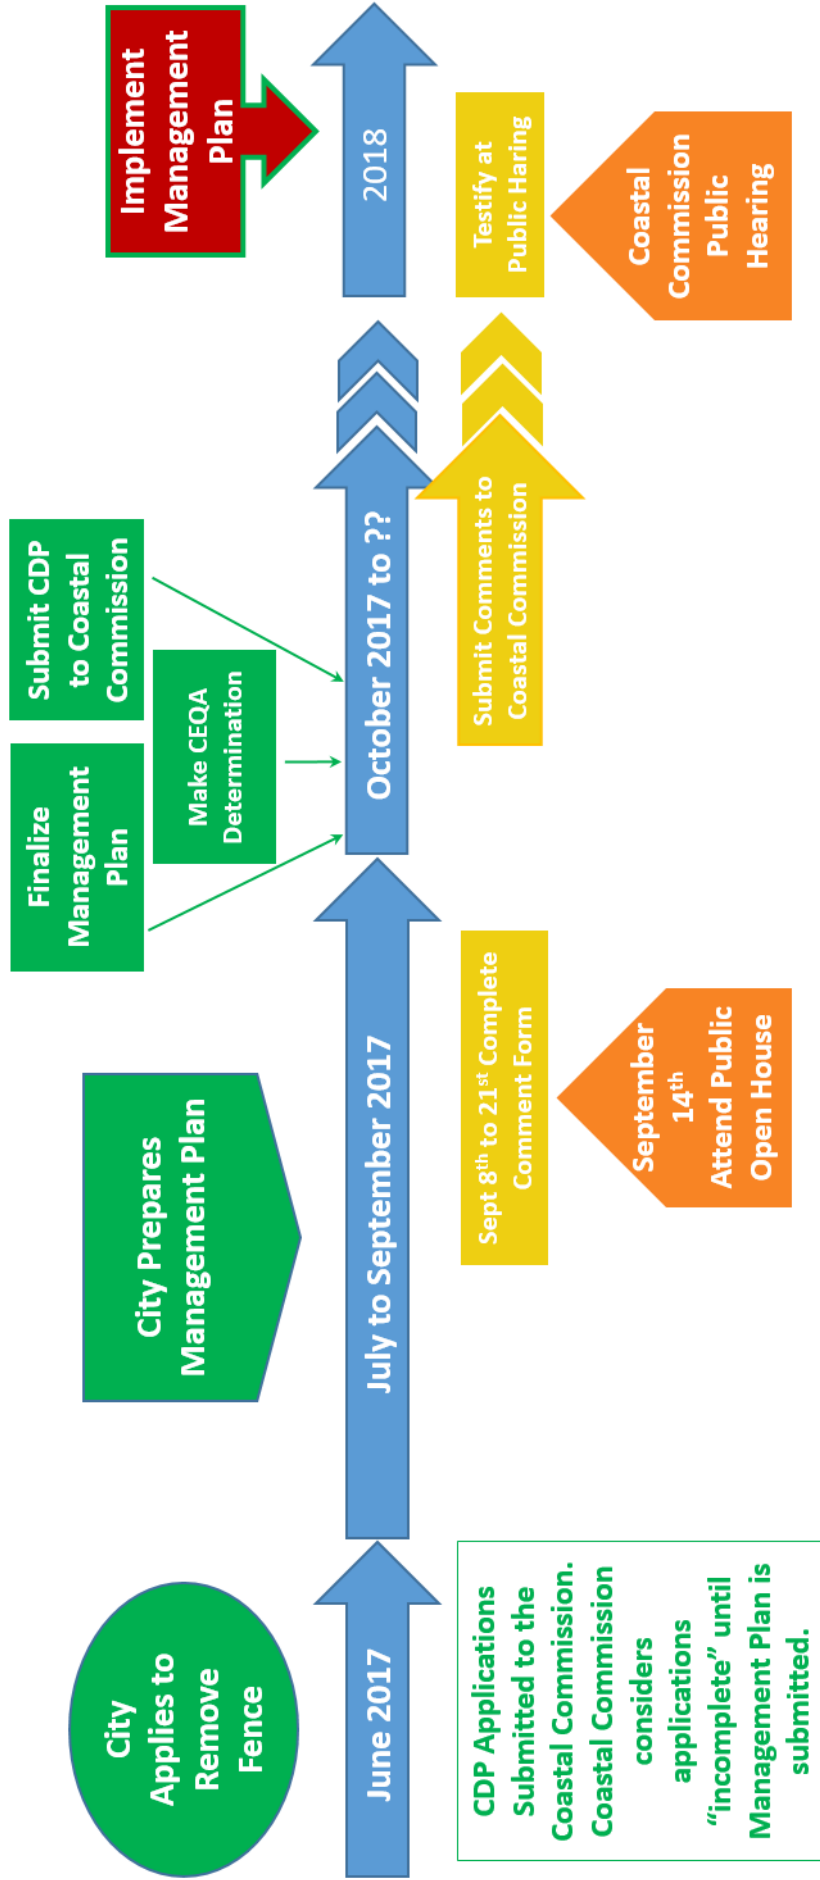 City
Applies to
Remove
Fence
City Prepares
Management Plan
Finalize
Management
Plan
Make CEQA
Determination
Submit CDP
to Coastal
Commission
Implement
Management
Plan
June 2017
July to September 2017
October 2017 to ??
2018
CDP Applications
Submitted to the
Coastal Commission.
Coastal Commission
considers
applications
“incomplete” until
Management Plan is
submitted.
Sept 8th to 21st Complete
Comment Form
September
14th
Attend Public
Open House
Submit Comments to
Coastal Commission
Testify at
Public Haring
Coastal
Commission
Public
Hearing